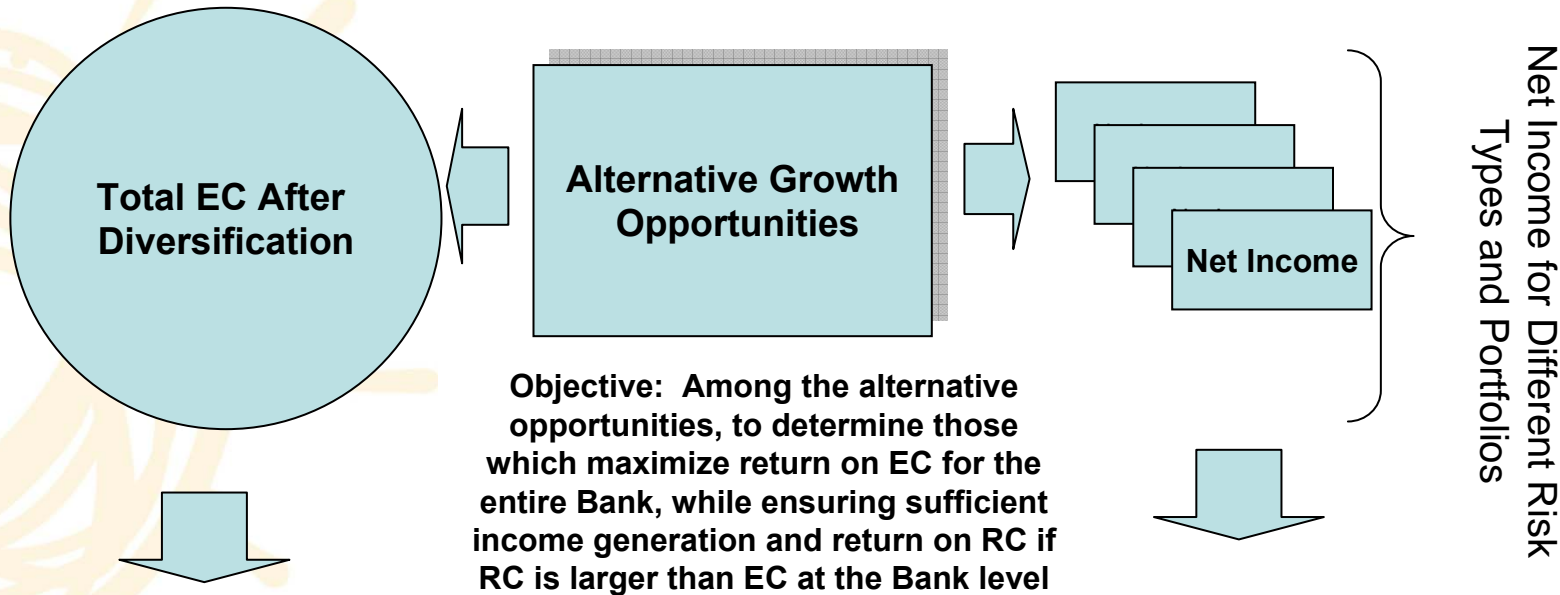 Total EC After
Diversification
Alternative Growth
Opportunities
Net Income
Net Income for Different Risk
Types and Portfolios
Objective: Among the alternative
opportunities, to determine those
which maximize return on EC for the
entire Bank, while ensuring sufficient
income generation and return on RC if
RC is larger than EC at the Bank level